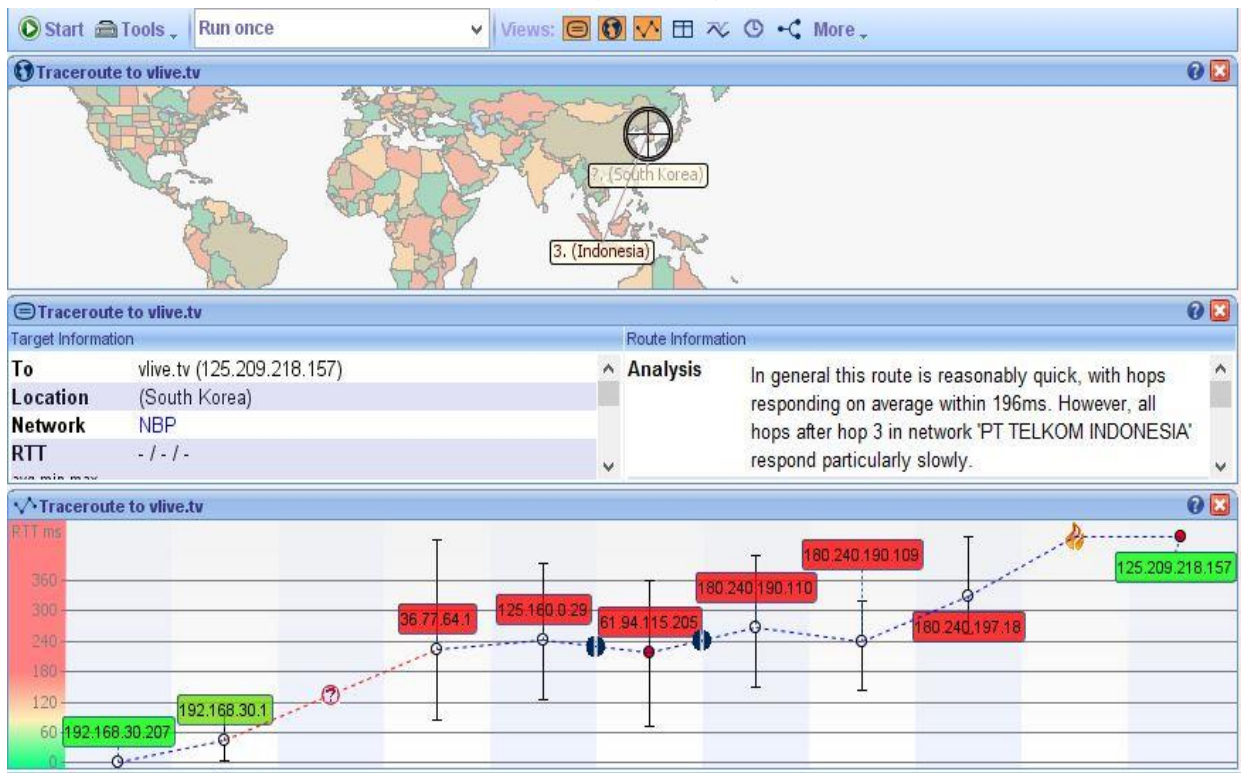 Start Tools Run once Views: More
Traceroute to vlive.tv
?. (South Korea)
3. (Indonesia)
Traceroute to vlive.tv
Target Information
To vlive.tv (125.209.218.157)
Location (South Korea)
Network NBP
RTT - / - / -
avg min max
Route Information
Analysis In general this route is reasonably quick, with hops
responding on average within 196ms. However, all
hops after hop 3 in network 'PT TELKOM INDONESIA'
respond particularly slowly.
Traceroute to vlive.tv
RTT ms
360
300
240
180
120
60
0
192.168.30.207
192.168.30.1
?
36.77.64.1
125.160.0.29
61.94.115.205
180.240.190.110
180.240.190.109
180.240.197.18
125.209.218.157